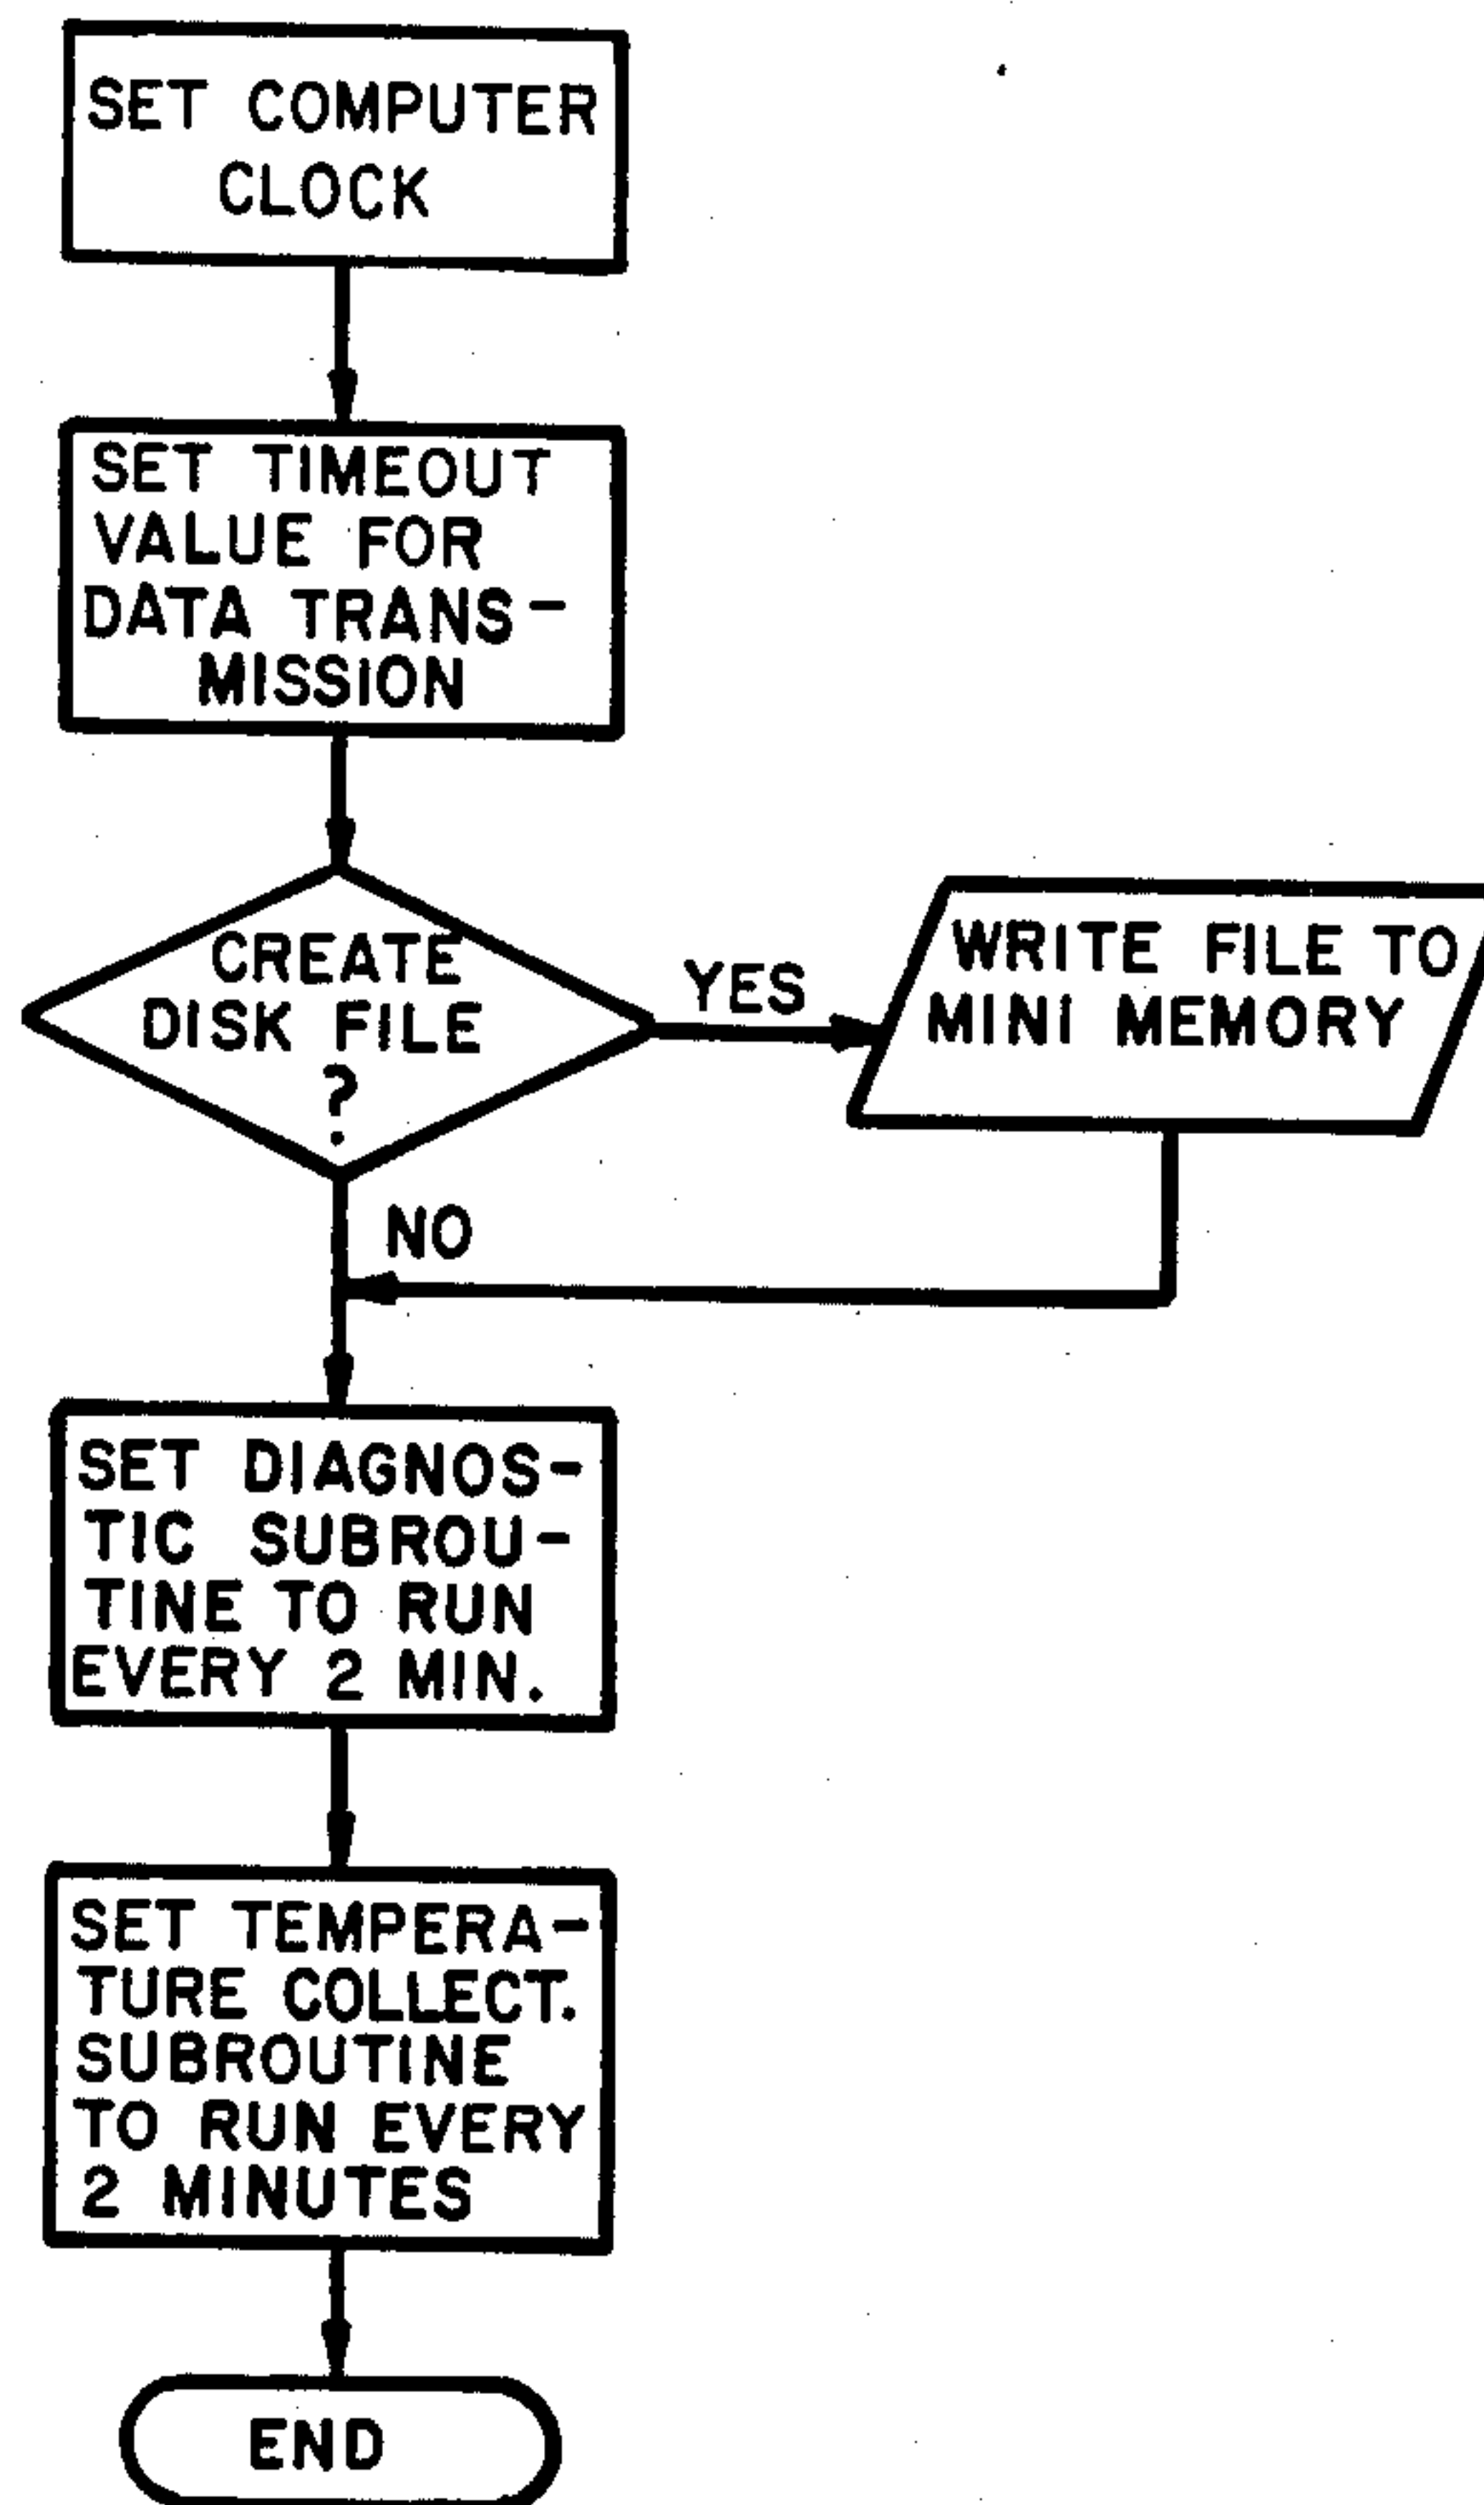 SET COMPUTER
CLOCK
SET TIMEOUT
VALUE FOR
DATA TRANS-
MISSION
CREATE
DISK FILE
?
YES
WRITE FILE TO
MINI MEMORY
NO
SET DIAGNOS-
TIC SUBROU-
TINE TO RUN
EVERY 2 MIN.
SET TEMPERA-
TURE COLLECT.
SUBROUTINE
TO RUN EVERY
2 MINUTES
END